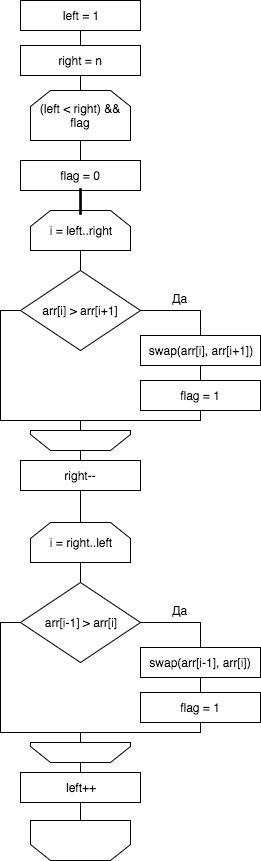 left = 1
right = n
(left < right) &&
flag
flag = 0
i = left..right
arr[i] > arr[i+1]
Да
swap(arr[i], arr[i+1])
flag = 1
right--
i = right..left
arr[i-1] > arr[i]
Да
swap(arr[i-1], arr[i])
flag = 1
left++